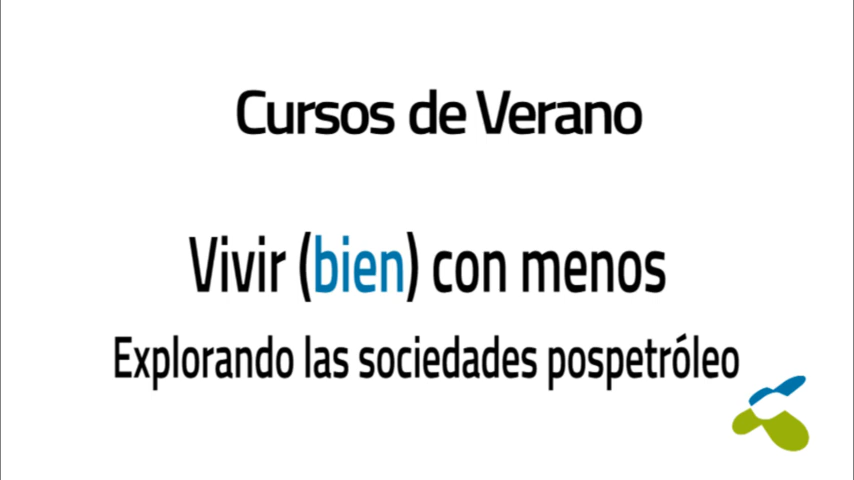 Cursos de Verano
Vivir (bien) con menos
Explorando las sociedades pospetróleo